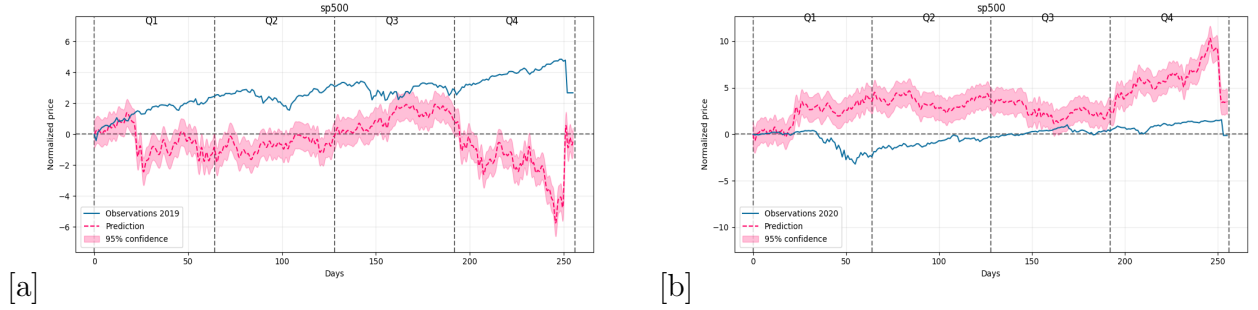 sp500
Q1 Q2 Q3 Q4
6
4
2
0
−2
−4
−6
Normalized price
Observations 2019
Prediction
95% confidence
0 50 100 150 200 250
Days
[a]
sp500
Q1 Q2 Q3 Q4
10
5
0
−5
−10
Normalized price
Observations 2020
Prediction
95% confidence
0 50 100 150 200 250
Days
[b]